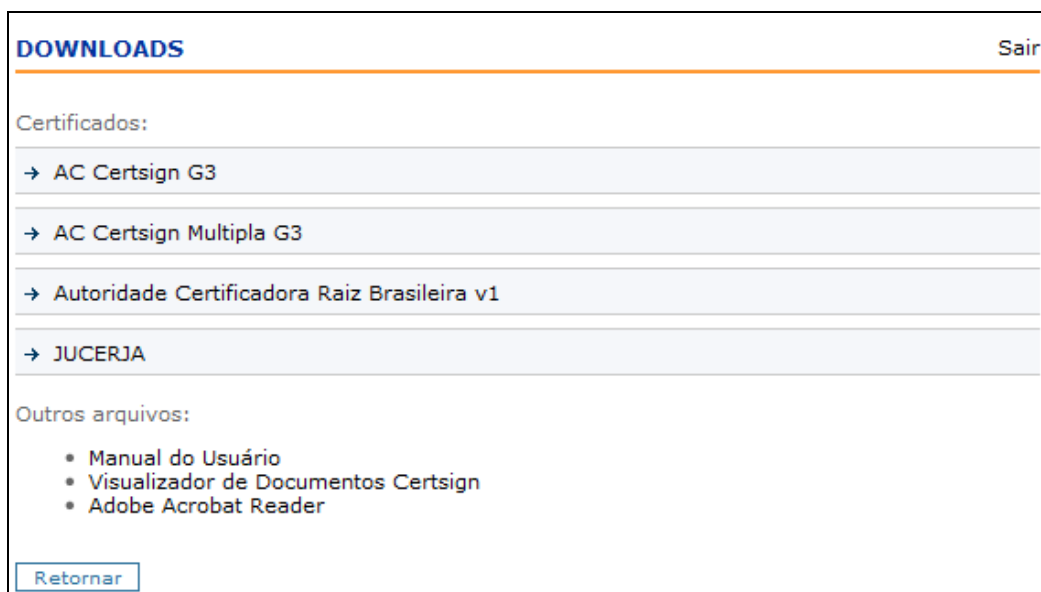 DOWNLOADS Sair
Certificados:
AC Certsign G3
AC Certsign Multipla G3
Autoridade Certificadora Raiz Brasileira v1
JUCERJA
Outros arquivos:
Manual do Usuário
Visualizador de Documentos Certsign
Adobe Acrobat Reader
Retornar